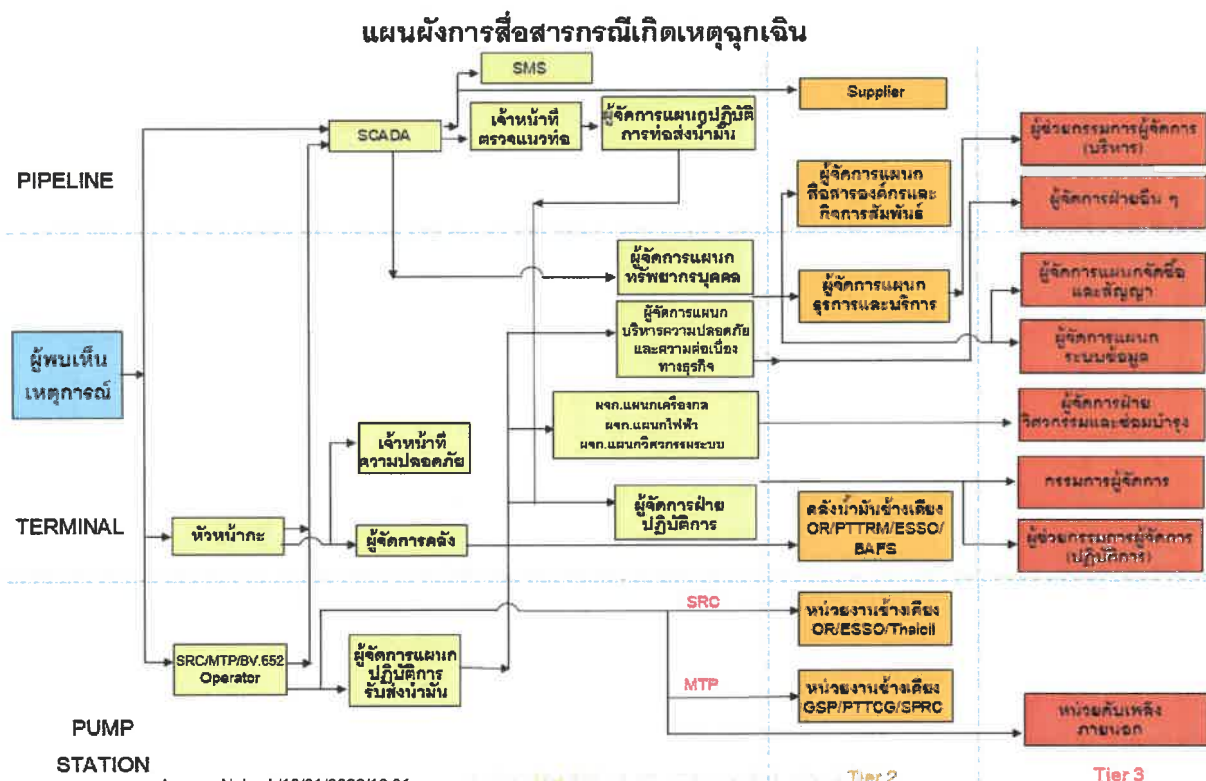 แผนผังการสื่อสารกรณีเกิดเหตุฉุกเฉิน
SMS
Supplier
SCADA
เจ้าหน้าที่
ตรวจแนวท่อ
ผู้จัดการแผนกปฏิบัติ
การท่อส่งน้ำมัน
ผู้ช่วยกรรมการผู้จัดการ
(บริหาร)
PIPELINE
ผู้จัดการแผนก
สื่อสารองค์กรและ
กิจการสัมพันธ์
ผู้จัดการฝ่ายอื่น ๆ
ผู้จัดการแผนก
ทรัพยากรบุคคล
ผู้จัดการแผนก
ธุรการและบริการ
ผู้จัดการแผนกจัดซื้อ
และสัญญา
ผู้พบเห็น
เหตุการณ์
ผู้จัดการแผนก
บริหารความปลอดภัย
และความต่อเนื่อง
ทางธุรกิจ
ผู้จัดการแผนก
ระบบข้อมูล
ผจก.แผนกเครื่องกล
ผจก.แผนกไฟฟ้า
ผจก.แผนกวิศวกรรมระบบ
ผู้จัดการฝ่าย
วิศวกรรมและซ่อมบำรุง
เจ้าหน้าที่
ความปลอดภัย
TERMINAL
หัวหน้ากะ
ผู้จัดการคลัง
ผู้จัดการฝ่าย
ปฏิบัติการ
คลังน้ำมันข้างเคียง
OR/PTTRM/ESSO/
BAFS
กรรมการผู้จัดการ
ผู้ช่วยกรรมการผู้จัดการ
(ปฏิบัติการ)
SRC
หน่วยงานข้างเคียง
OR/ESSO/Thaioil
SRC/MTP/BV.652
Operator
ผู้จัดการแผนก
ปฏิบัติการ
รับส่งน้ำมัน
MTP
หน่วยงานข้างเคียง
GSP/PTTCG/SPRC
หน่วยดับเพลิง
ภายนอก
PUMP
STATION
Tier 2
Tier 3